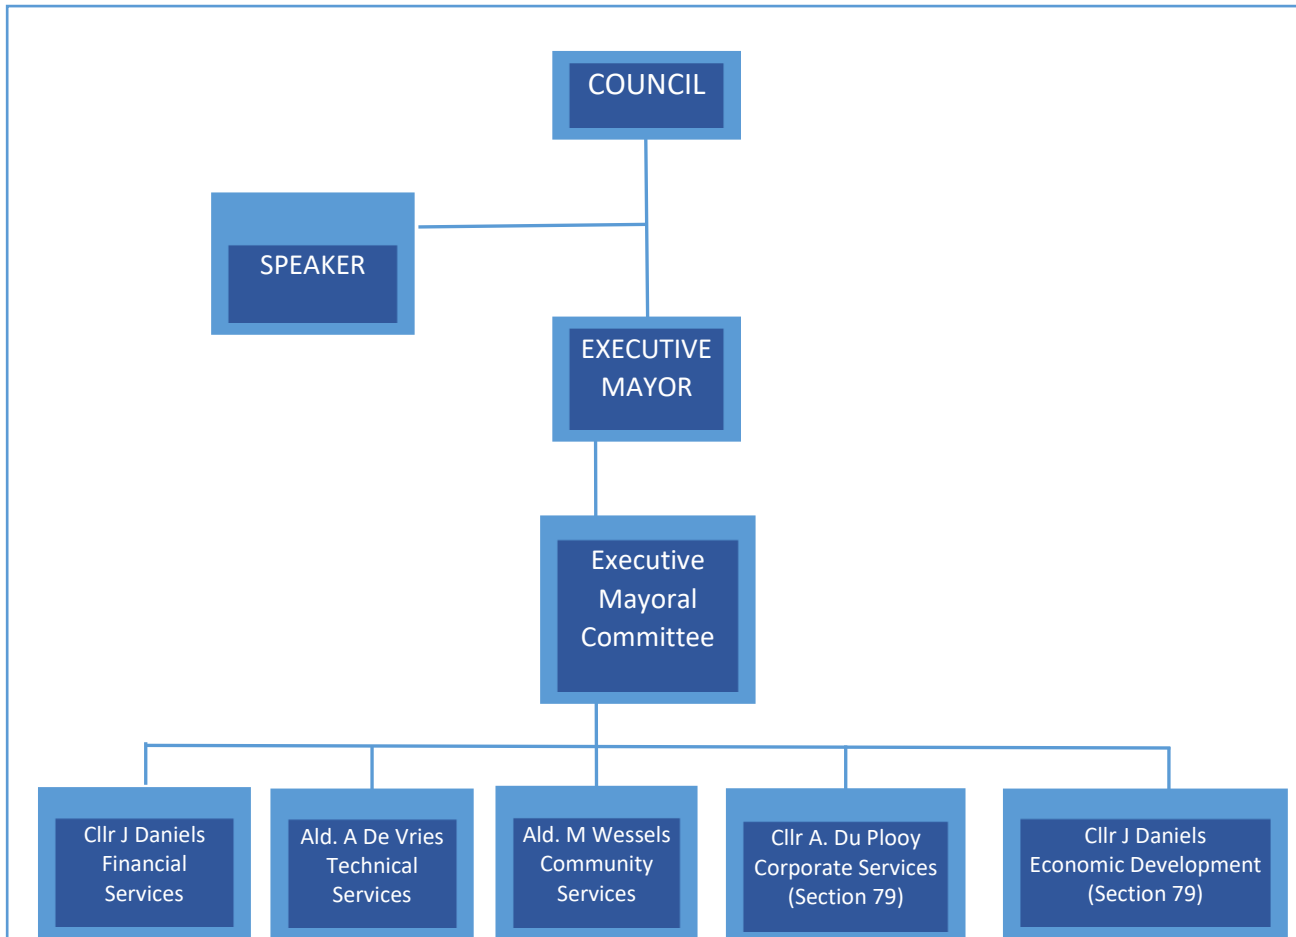 COUNCIL
SPEAKER
EXECUTIVE
MAYOR
Executive
Mayoral
Committee
Cllr J Daniels
Financial
Services
Ald. A De Vries
Technical
Services
Ald. M Wessels
Community
Services
Cllr A. Du Plooy
Corporate Services
(Section 79)
Cllr J Daniels
Economic Development
(Section 79)